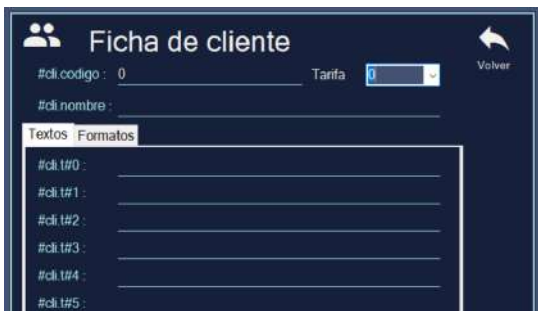 Ficha de cliente
#cli.codigo : 0 Tarifa 0
Volver
#cli.nombre :
Textos Formatos
#cli.t#0 :
#cli.t#1 :
#cli.t#2 :
#cli.t#3 :
#cli.t#4 :
#cli.t#5 :